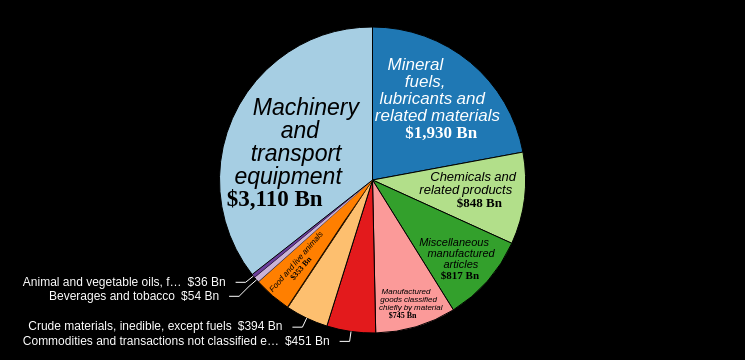 Mineral
fuels,
lubricants and
related materials
$1,930 Bn
Machinery
and
transport
equipment
$3,110 Bn
Chemicals and
related products
$848 Bn
Miscellaneous
manufactured
articles
$817 Bn
Manufactured
goods classified
chiefly by material
$745 Bn
Food and live animals
$353 Bn
Animal and vegetable oils, f… $36 Bn
Beverages and tobacco $54 Bn
Crude materials, inedible, except fuels $394 Bn
Commodities and transactions not classified e… $451 Bn